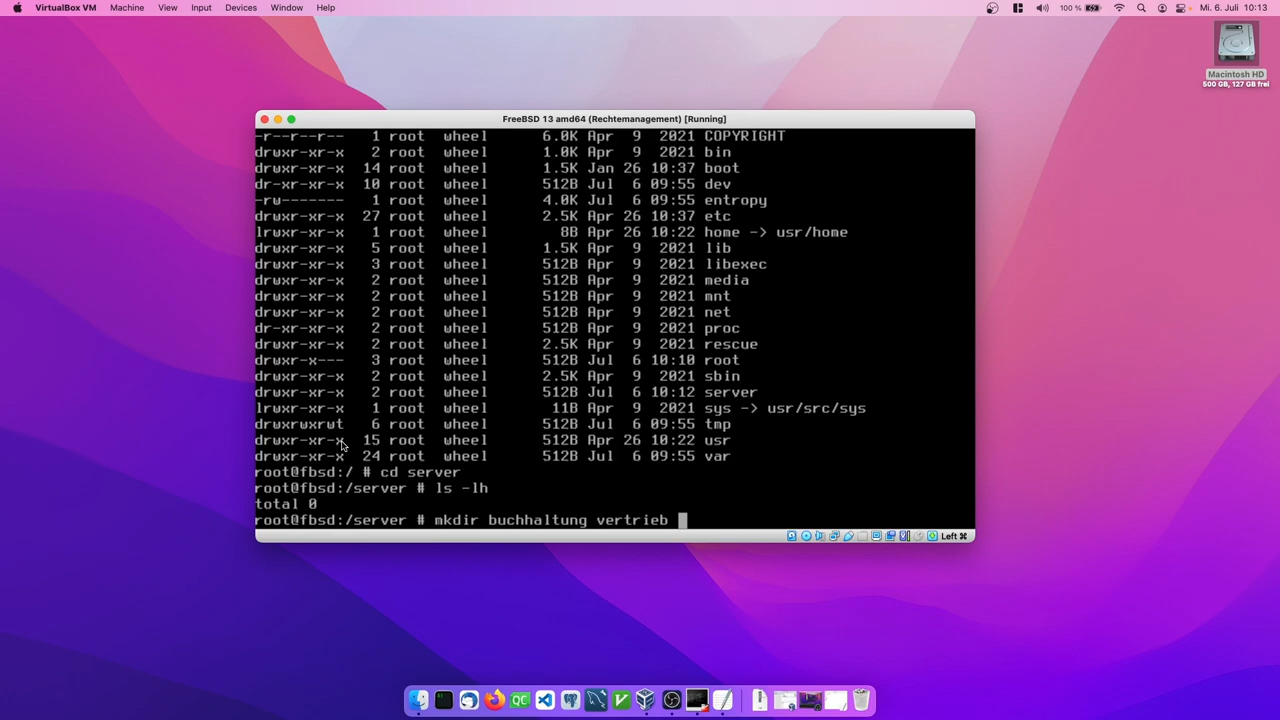 VirtualBox VM Machine View Input Devices Window Help 100 % Mi. 6. Juli 10:13
Macintosh HD
500 GB, 127 GB frei
FreeBSD 13 amd64 (Rechtemanagement) [Running]
-r--r--r-- 1 root wheel 6.0K Apr 9 2021 COPYRIGHT
drwxr-xr-x 2 root wheel 1.0K Apr 9 2021 bin
drwxr-xr-x 14 root wheel 1.5K Jan 26 10:37 boot
dr-xr-xr-x 10 root wheel 512B Jul 6 09:55 dev
-rw------- 1 root wheel 4.0K Jul 6 09:55 entropy
drwxr-xr-x 27 root wheel 2.5K Apr 26 10:37 etc
lrwxr-xr-x 1 root wheel 8B Apr 26 10:22 home -> usr/home
drwxr-xr-x 5 root wheel 1.5K Apr 9 2021 lib
drwxr-xr-x 3 root wheel 512B Apr 9 2021 libexec
drwxr-xr-x 2 root wheel 512B Apr 9 2021 media
drwxr-xr-x 2 root wheel 512B Apr 9 2021 mnt
drwxr-xr-x 2 root wheel 512B Apr 9 2021 net
dr-xr-xr-x 2 root wheel 512B Apr 9 2021 proc
drwxr-xr-x 2 root wheel 2.5K Apr 9 2021 rescue
drwxr-x--- 3 root wheel 512B Jul 6 10:10 root
drwxr-xr-x 2 root wheel 2.5K Apr 9 2021 sbin
drwxr-xr-x 2 root wheel 512B Jul 6 10:12 server
lrwxr-xr-x 1 root wheel 11B Apr 9 2021 sys -> usr/src/sys
drwxrwxrwt 6 root wheel 512B Jul 6 09:55 tmp
drwxr-xr-x 15 root wheel 512B Apr 26 10:22 usr
drwxr-xr-x 24 root wheel 512B Jul 6 09:55 var
root@fbsd:/ # cd server
root@fbsd:/server # ls -lh
total 0
root@fbsd:/server # mkdir buchhaltung vertrieb
Left ⌘
QC